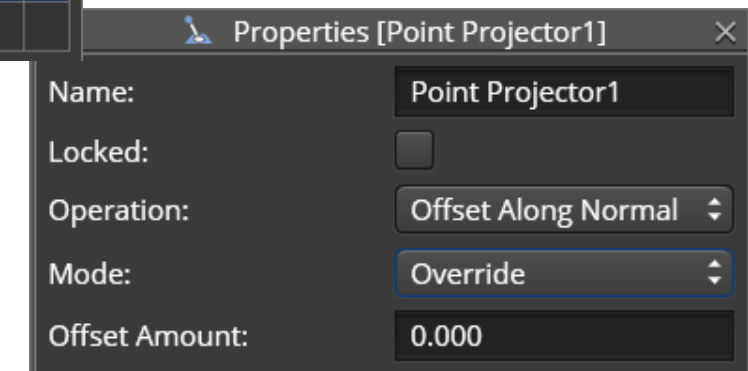 Properties [Point Projector1]
Name: Point Projector1
Locked:
Operation: Offset Along Normal
Mode: Override
Offset Amount: 0.000